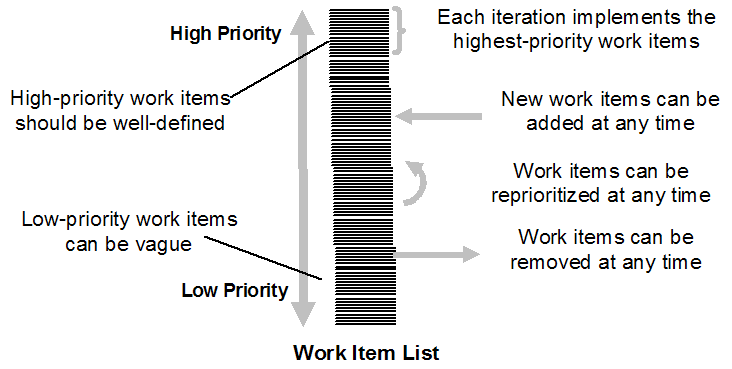 High Priority
Each iteration implements the
highest-priority work items
High-priority work items
should be well-defined
New work items can be
added at any time
Work items can be
reprioritized at any time
Low-priority work items
can be vague
Work items can be
removed at any time
Low Priority
Work Item List